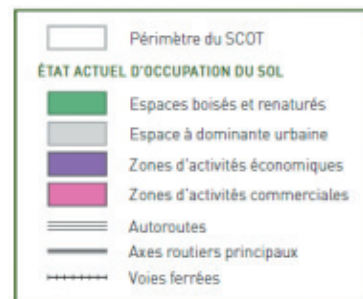 Périmètre du SCOT
ÉTAT ACTUEL D'OCCUPATION DU SOL
Espaces boisés et renaturés
Espace à dominante urbaine
Zones d'activités économiques
Zones d'activités commerciales
Autoroutes
Axes routiers principaux
Voies ferrées